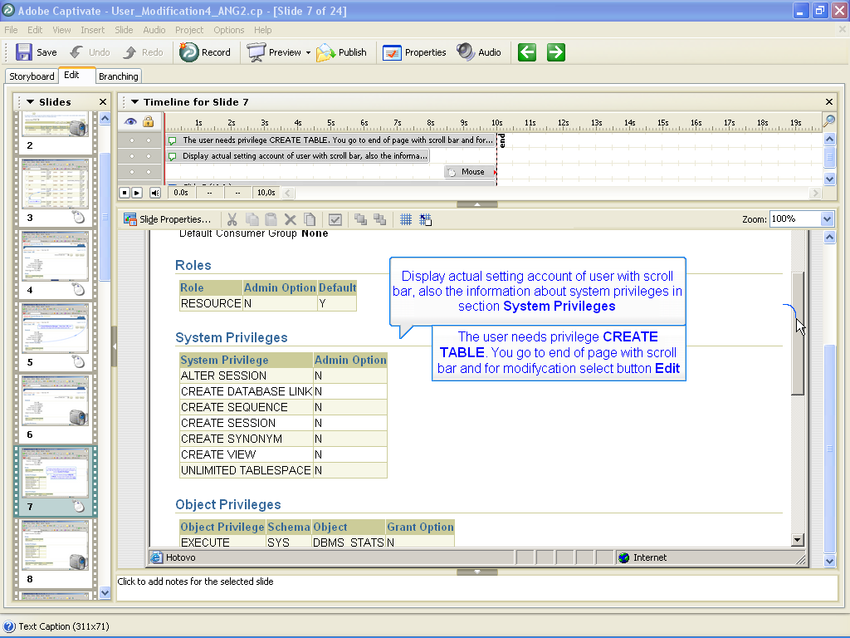 Adobe Captivate - User_Modification4_ANG2.cp - [Slide 7 of 24]
File Edit View Insert Slide Audio Project Options Help
Save Undo Redo Record Preview Publish Properties Audio
Storyboard Edit Branching
Slides
Timeline for Slide 7
1s 2s 3s 4s 5s 6s 7s 8s 9s 10s 11s 12s 13s 14s 15s 16s 17s 18s 19s
end
The user needs privilege CREATE TABLE. You go to end of page with scroll bar and for...
Display actual setting account of user with scroll bar, also the informa...
Mouse
0.0s -- -- 10,0s
2
3
4
5
6
7
8
Slide Properties...
Zoom: 100%
Default Consumer Group None
Roles
Role Admin Option Default
RESOURCE N Y
Display actual setting account of user with scroll
bar, also the information about system privileges in
section System Privileges
The user needs privilege CREATE
TABLE. You go to end of page with scroll
bar and for modifycation select button Edit
System Privileges
System Privilege Admin Option
ALTER SESSION N
CREATE DATABASE LINK N
CREATE SEQUENCE N
CREATE SESSION N
CREATE SYNONYM N
CREATE VIEW N
UNLIMITED TABLESPACE N
Object Privileges
Object Privilege Schema Object Grant Option
EXECUTE SYS DBMS_STATS N
Hotovo Internet
Click to add notes for the selected slide
Text Caption (311x71)